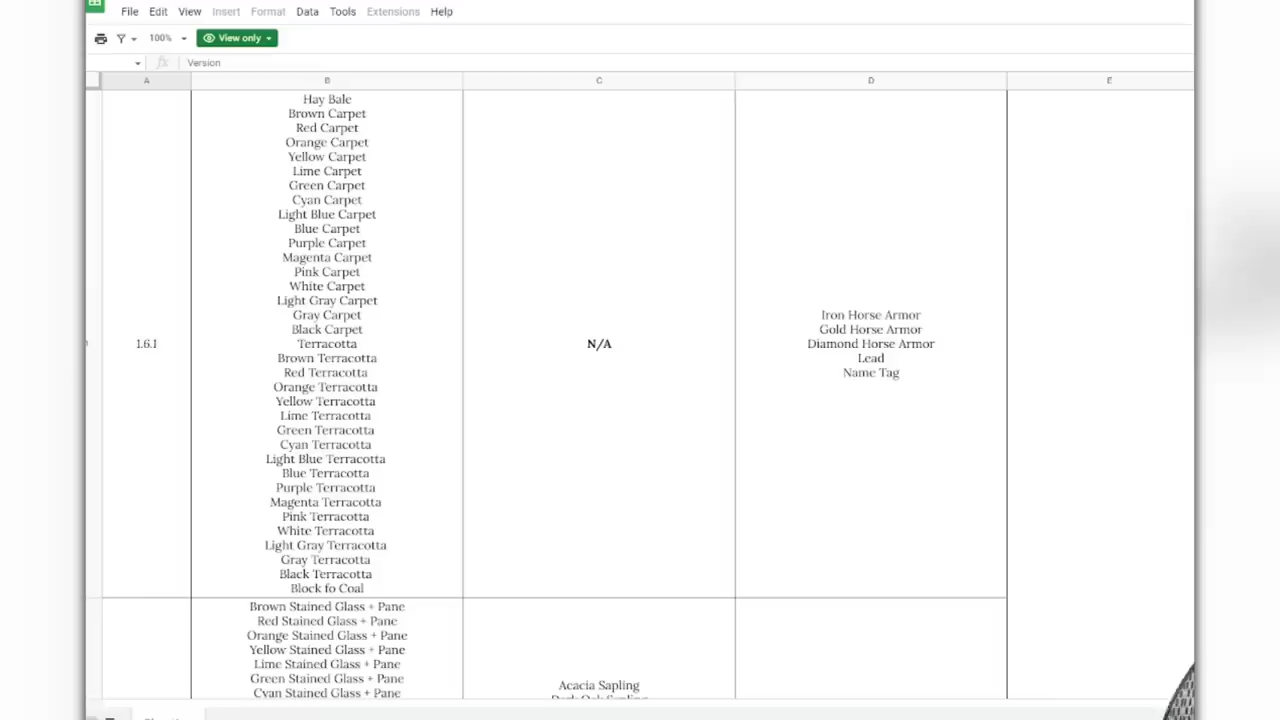 File Edit View Insert Format Data Tools Extensions Help
100% View only
fx Version
A B C D E
Hay Bale
Brown Carpet
Red Carpet
Orange Carpet
Yellow Carpet
Lime Carpet
Green Carpet
Cyan Carpet
Light Blue Carpet
Blue Carpet
Purple Carpet
Magenta Carpet
Pink Carpet
White Carpet
Light Gray Carpet
Gray Carpet
Black Carpet
Terracotta
Brown Terracotta
Red Terracotta
Orange Terracotta
Yellow Terracotta
Lime Terracotta
Green Terracotta
Cyan Terracotta
Light Blue Terracotta
Blue Terracotta
Purple Terracotta
Magenta Terracotta
Pink Terracotta
White Terracotta
Light Gray Terracotta
Gray Terracotta
Black Terracotta
Block fo Coal
1.6.1
N/A
Iron Horse Armor
Gold Horse Armor
Diamond Horse Armor
Lead
Name Tag
Brown Stained Glass + Pane
Red Stained Glass + Pane
Orange Stained Glass + Pane
Yellow Stained Glass + Pane
Lime Stained Glass + Pane
Green Stained Glass + Pane
Cyan Stained Glass + Pane
Acacia Sapling
Dark Oak Sapling